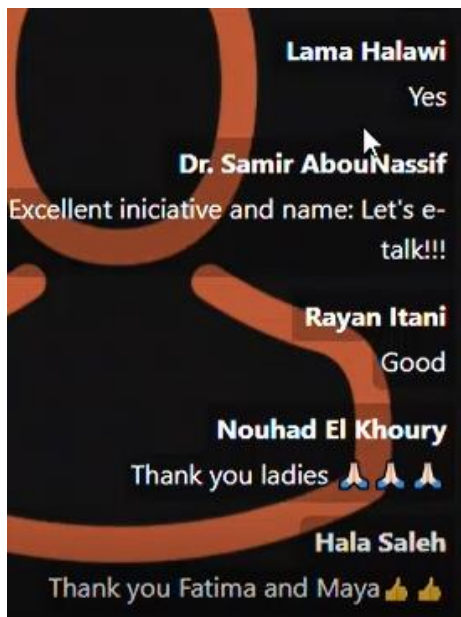 Lama Halawi
Yes
Dr. Samir AbouNassif
Excellent iniciative and name: Let's e-
talk!!!
Rayan Itani
Good
Nouhad El Khoury
Thank you ladies 🙏🏻 🙏🏻 🙏🏻
Hala Saleh
Thank you Fatima and Maya👍 👍